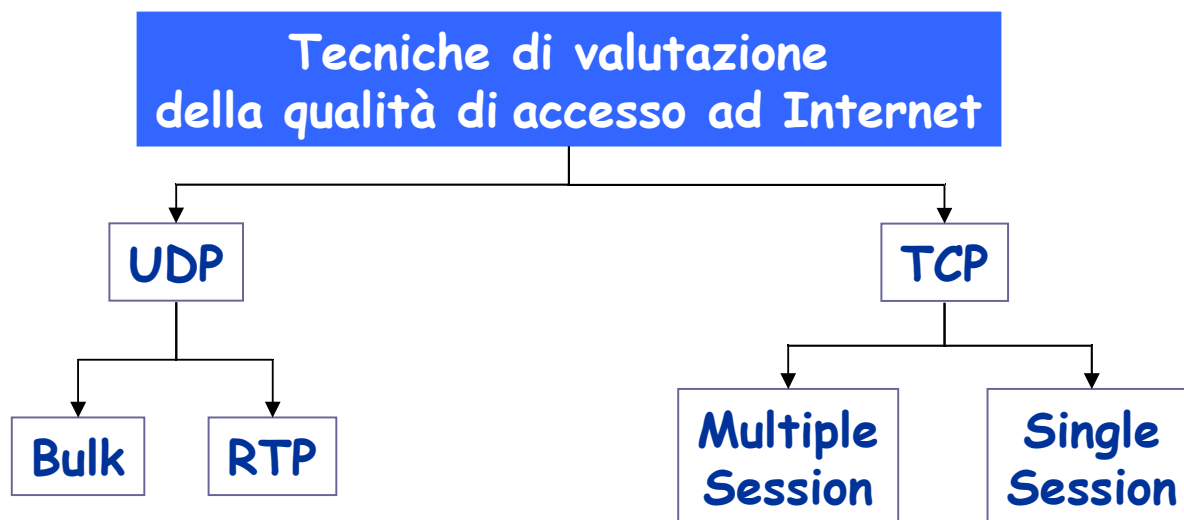 Tecniche di valutazione
della qualità di accesso ad Internet
UDP
TCP
Bulk
RTP
Multiple
Session
Single
Session